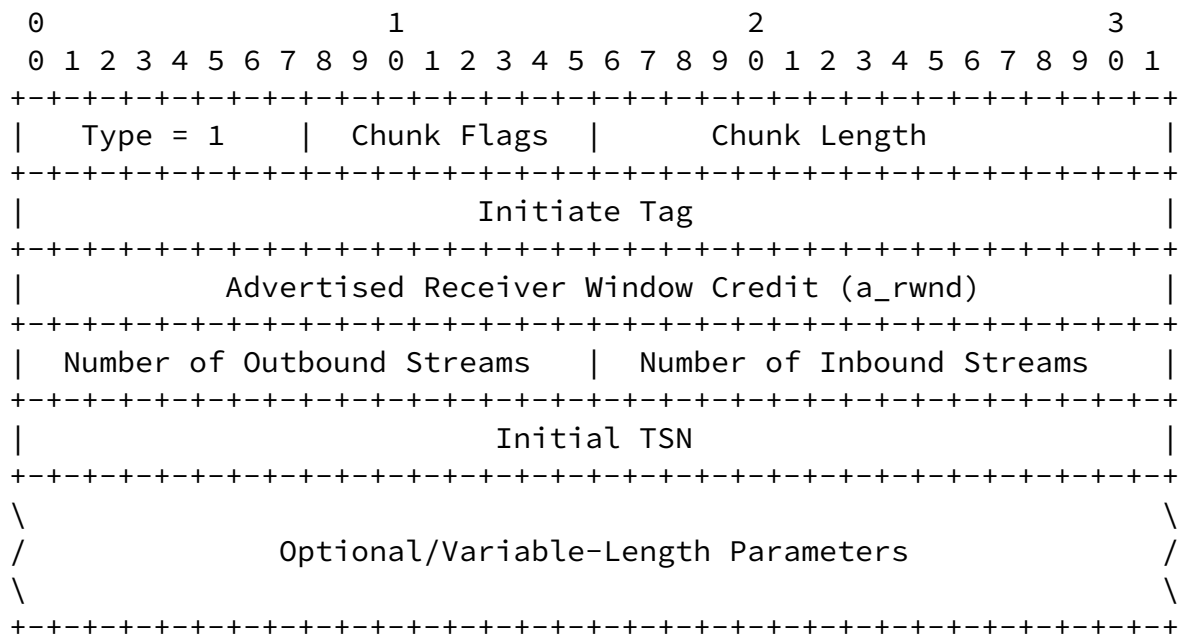 0                   1                   2                   3
 0 1 2 3 4 5 6 7 8 9 0 1 2 3 4 5 6 7 8 9 0 1 2 3 4 5 6 7 8 9 0 1
+-+-+-+-+-+-+-+-+-+-+-+-+-+-+-+-+-+-+-+-+-+-+-+-+-+-+-+-+-+-+-+-+
|   Type = 1    |  Chunk Flags  |      Chunk Length             |
+-+-+-+-+-+-+-+-+-+-+-+-+-+-+-+-+-+-+-+-+-+-+-+-+-+-+-+-+-+-+-+-+
|                         Initiate Tag                          |
+-+-+-+-+-+-+-+-+-+-+-+-+-+-+-+-+-+-+-+-+-+-+-+-+-+-+-+-+-+-+-+-+
|           Advertised Receiver Window Credit (a_rwnd)          |
+-+-+-+-+-+-+-+-+-+-+-+-+-+-+-+-+-+-+-+-+-+-+-+-+-+-+-+-+-+-+-+-+
|  Number of Outbound Streams   |  Number of Inbound Streams    |
+-+-+-+-+-+-+-+-+-+-+-+-+-+-+-+-+-+-+-+-+-+-+-+-+-+-+-+-+-+-+-+-+
|                          Initial TSN                          |
+-+-+-+-+-+-+-+-+-+-+-+-+-+-+-+-+-+-+-+-+-+-+-+-+-+-+-+-+-+-+-+-+
\                                                               \
/              Optional/Variable-Length Parameters              /
\                                                               \
+-+-+-+-+-+-+-+-+-+-+-+-+-+-+-+-+-+-+-+-+-+-+-+-+-+-+-+-+-+-+-+-+